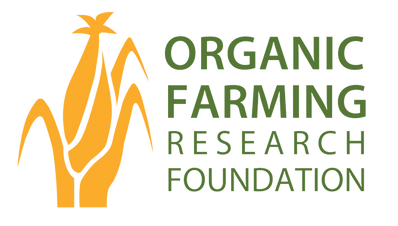 ORGANIC
FARMING
RESEARCH
FOUNDATION